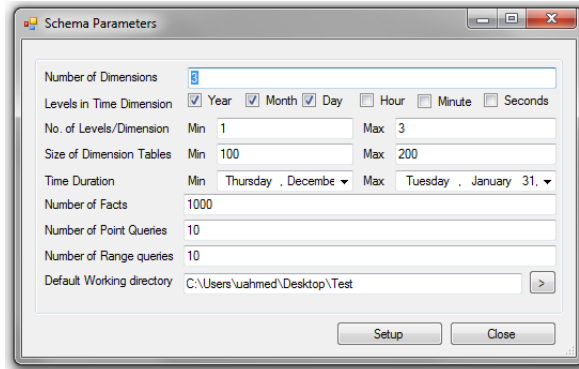 Schema Parameters
Number of Dimensions 3
Levels in Time Dimension Year Month Day Hour Minute Seconds
No. of Levels/Dimension Min 1 Max 3
Size of Dimension Tables Min 100 Max 200
Time Duration Min Thursday , Decembe Max Tuesday , January 31,
Number of Facts 1000
Number of Point Queries 10
Number of Range queries 10
Default Working directory C:\Users\uahmed\Desktop\Test >
Setup Close